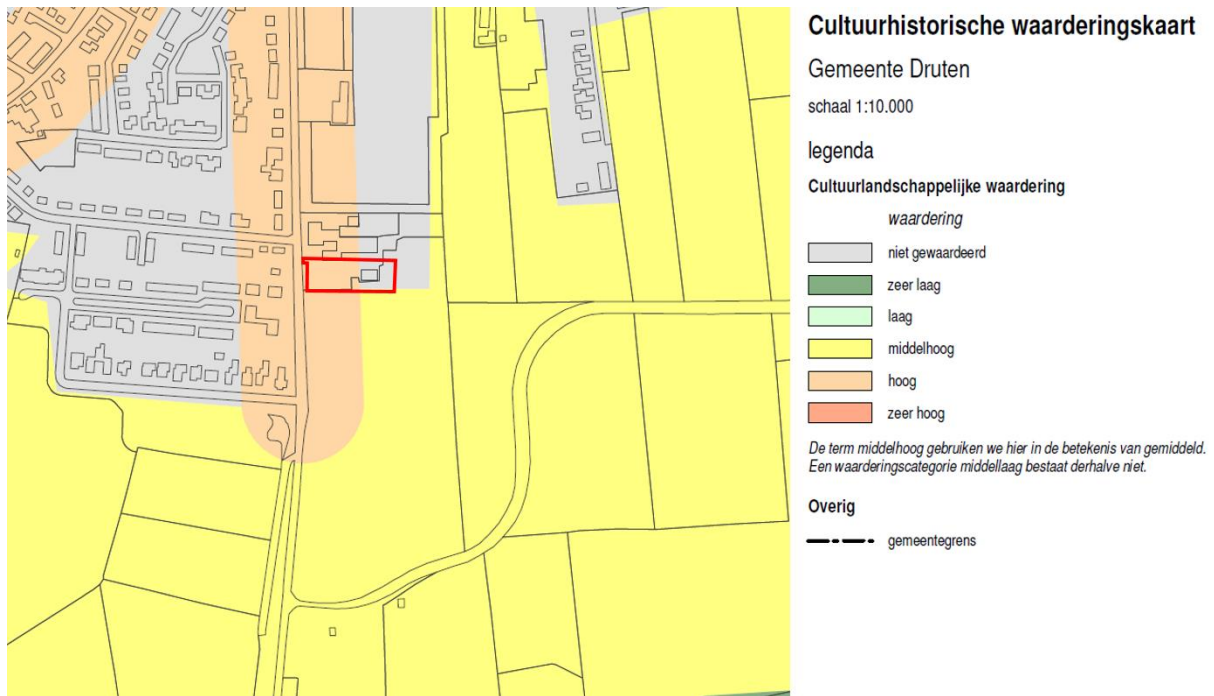 Cultuurhistorische waarderingskaart
Gemeente Druten
schaal 1:10.000
legenda
Cultuurlandschappelijke waardering
waardering
niet gewaardeerd
zeer laag
laag
middelhoog
hoog
zeer hoog
De term middelhoog gebruiken we hier in de betekenis van gemiddeld.
Een waarderingscategorie middellaag bestaat derhalve niet.
Overig
gemeentegrens